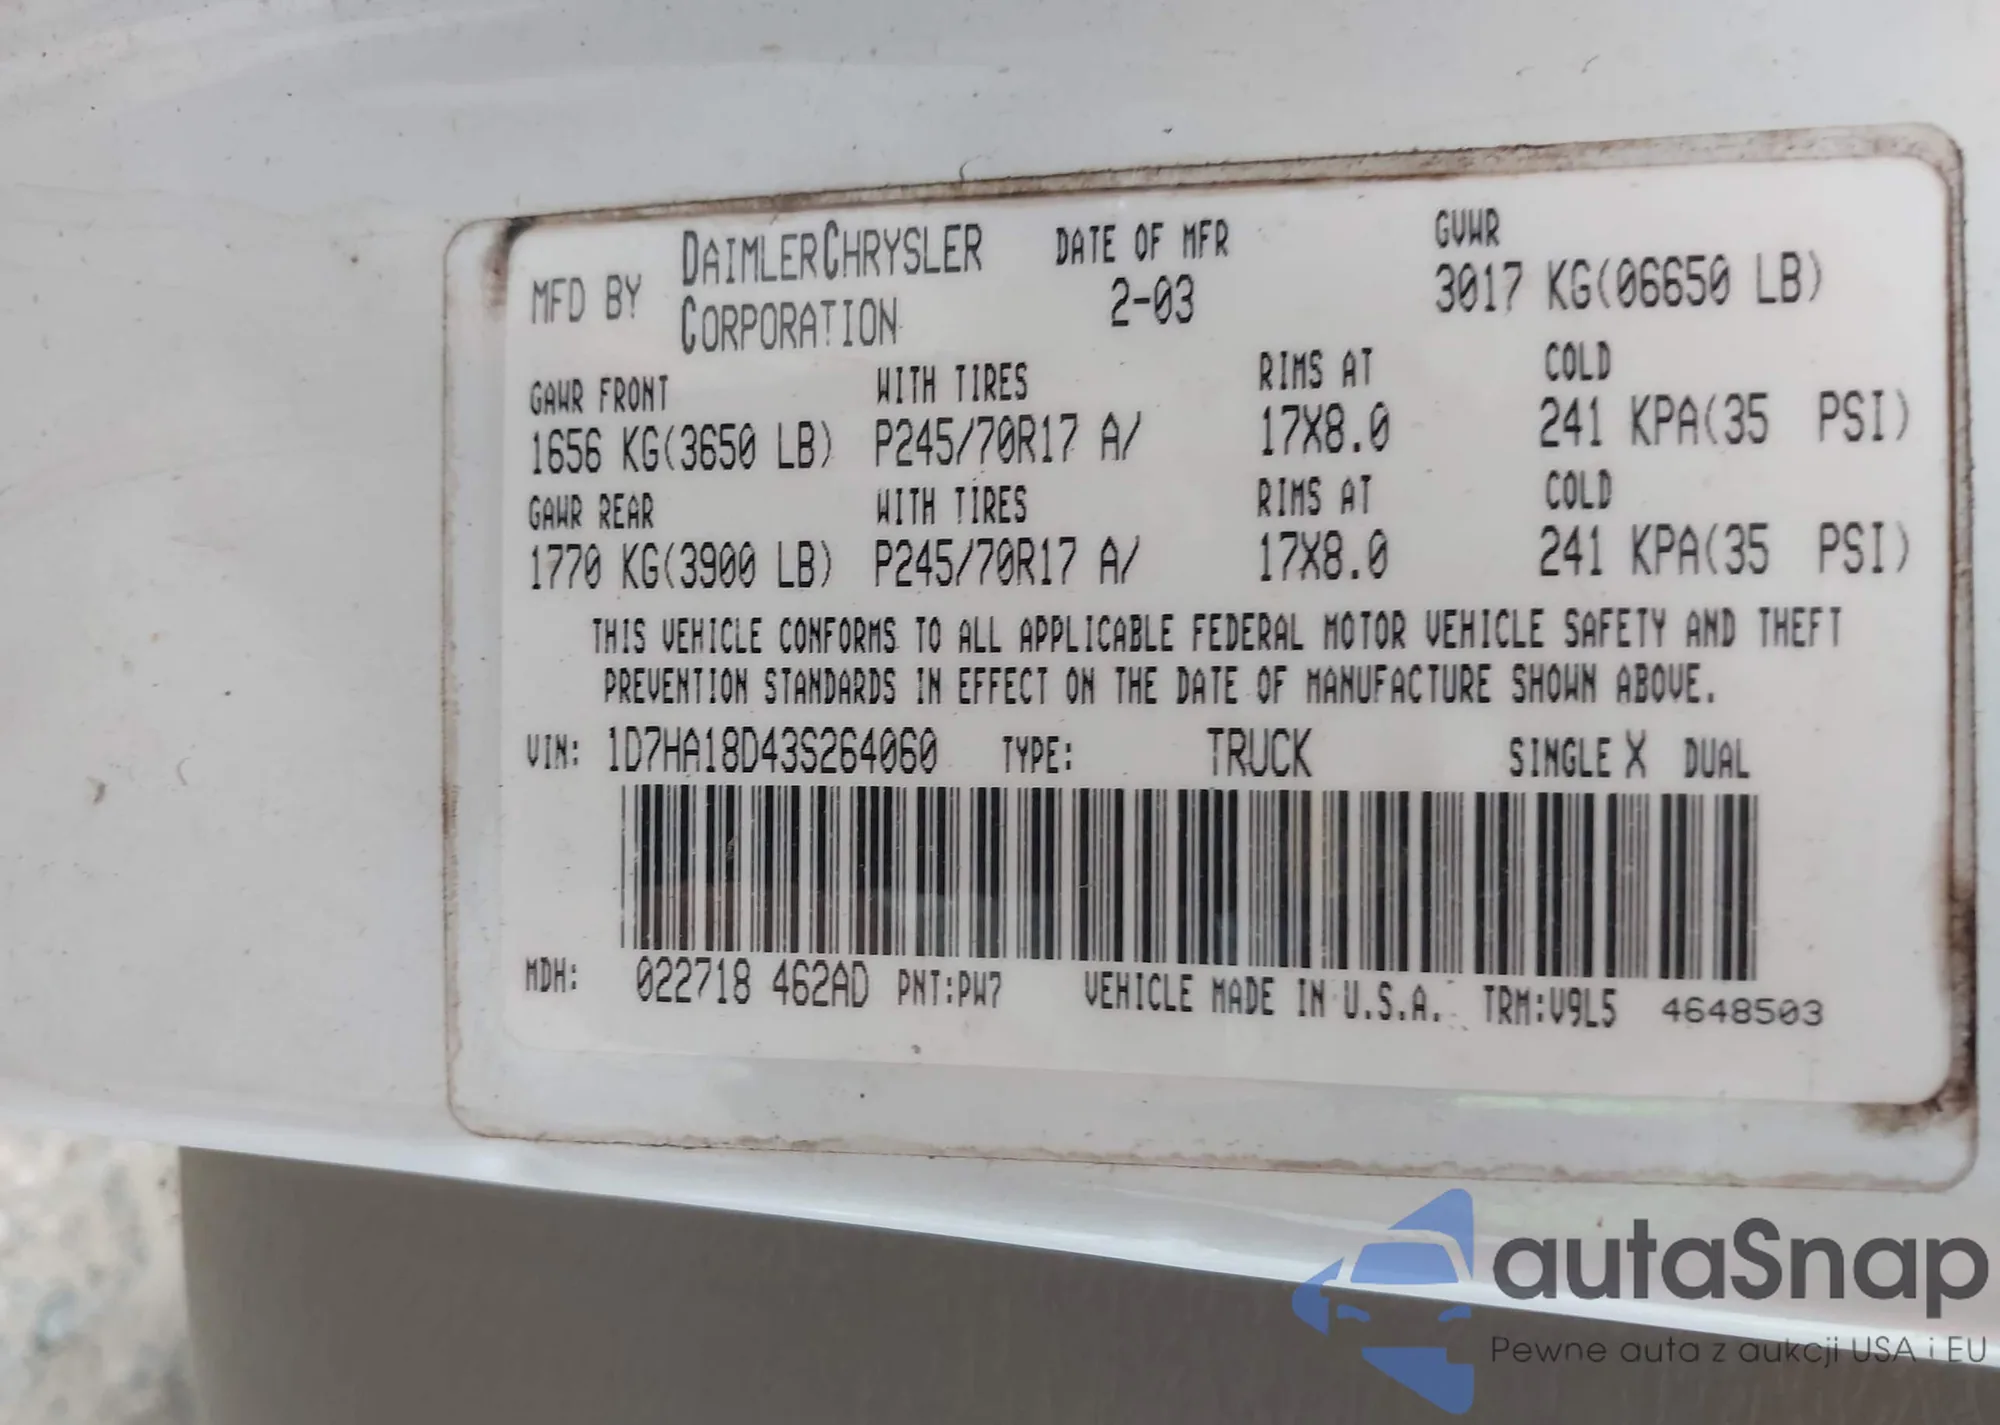 MFD BY DAIMLERCHRYSLER CORPORATION DATE OF MFR 2-03 GVWR 3017 KG(06650 LB)
GAWR FRONT WITH TIRES RIMS AT COLD
1656 KG(3650 LB) P245/70R17 A/ 17X8.0 241 KPA(35 PSI)
GAWR REAR WITH TIRES RIMS AT COLD
1770 KG(3900 LB) P245/70R17 A/ 17X8.0 241 KPA(35 PSI)
THIS VEHICLE CONFORMS TO ALL APPLICABLE FEDERAL MOTOR VEHICLE SAFETY AND THEFT
PREVENTION STANDARDS IN EFFECT ON THE DATE OF MANUFACTURE SHOWN ABOVE.
VIN: 1D7HA18D43S264060 TYPE: TRUCK SINGLE X DUAL
MDH: 022718 462AD PNT:PW7 VEHICLE MADE IN U.S.A. TRM:V9L5 4648503
autaSnap
Pewne auta z aukcji USA i EU